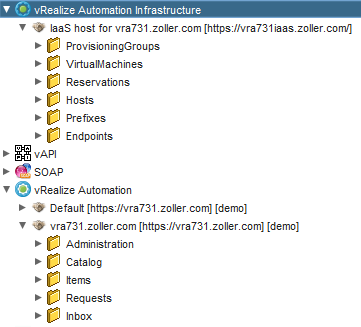 vRealize Automation Infrastructure
IaaS host for vra731.zoller.com [https://vra731iaas.zoller.com/]
ProvisioningGroups
VirtualMachines
Reservations
Hosts
Prefixes
Endpoints
vAPI
SOAP
vRealize Automation
Default [https://vra731.zoller.com] [demo]
vra731.zoller.com [https://vra731.zoller.com] [demo]
Administration
Catalog
Items
Requests
Inbox